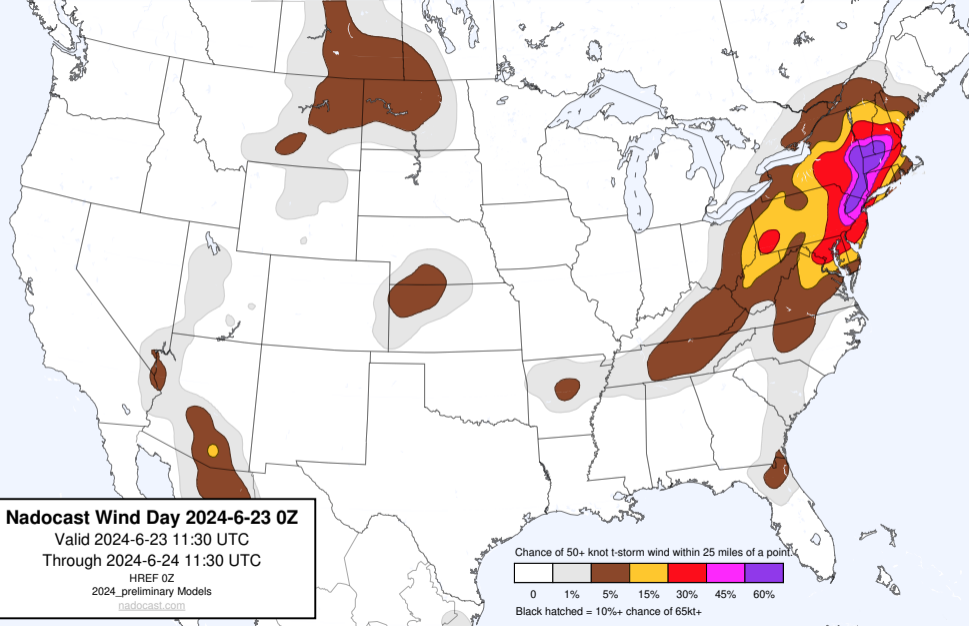 Nadocast Wind Day 2024-6-23 0Z
Valid 2024-6-23 11:30 UTC
Through 2024-6-24 11:30 UTC
HREF 0Z
2024_preliminary Models
nadocast.com
Chance of 50+ knot t-storm wind within 25 miles of a point.
0 1% 5% 15% 30% 45% 60%
Black hatched = 10%+ chance of 65kt+